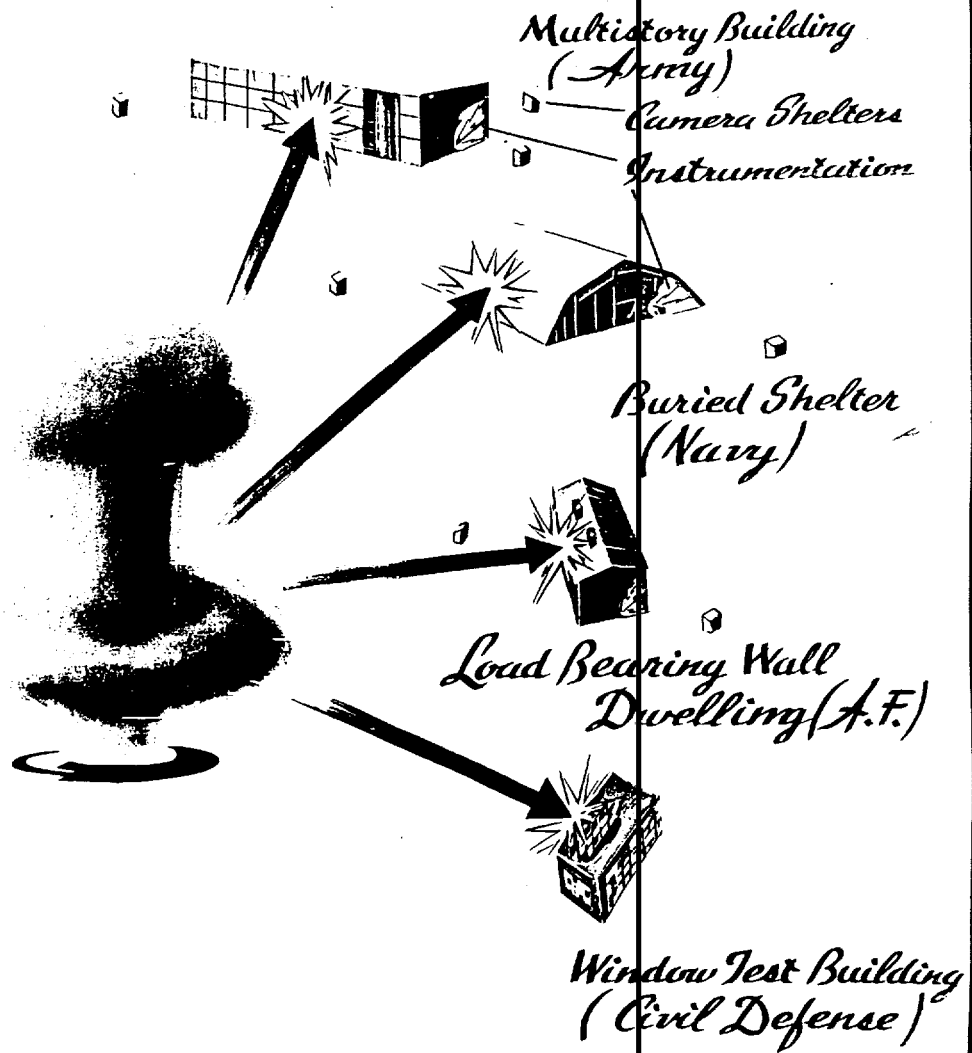 Multistory Building
(Army)
Camera Shelters
Instrumentation
Buried Shelter
(Navy)
Load Bearing Wall
Dwelling (A.F.)
Window Test Building
(Civil Defense)